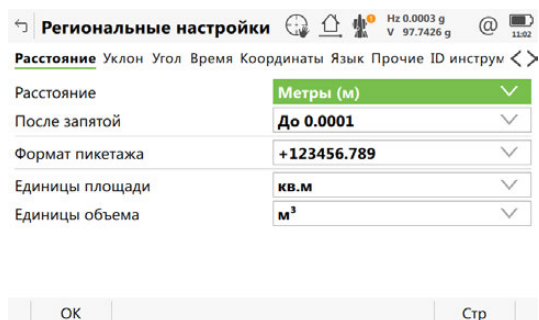 Региональные настройки Hz 0.0003 g
V 97.7426 g @ 11:02
Расстояние Уклон Угол Время Координаты Язык Прочие ID инструм
Расстояние Метры (м)
После запятой До 0.0001
Формат пикетажа +123456.789
Единицы площади кв.м
Единицы объема м³
OK Стр